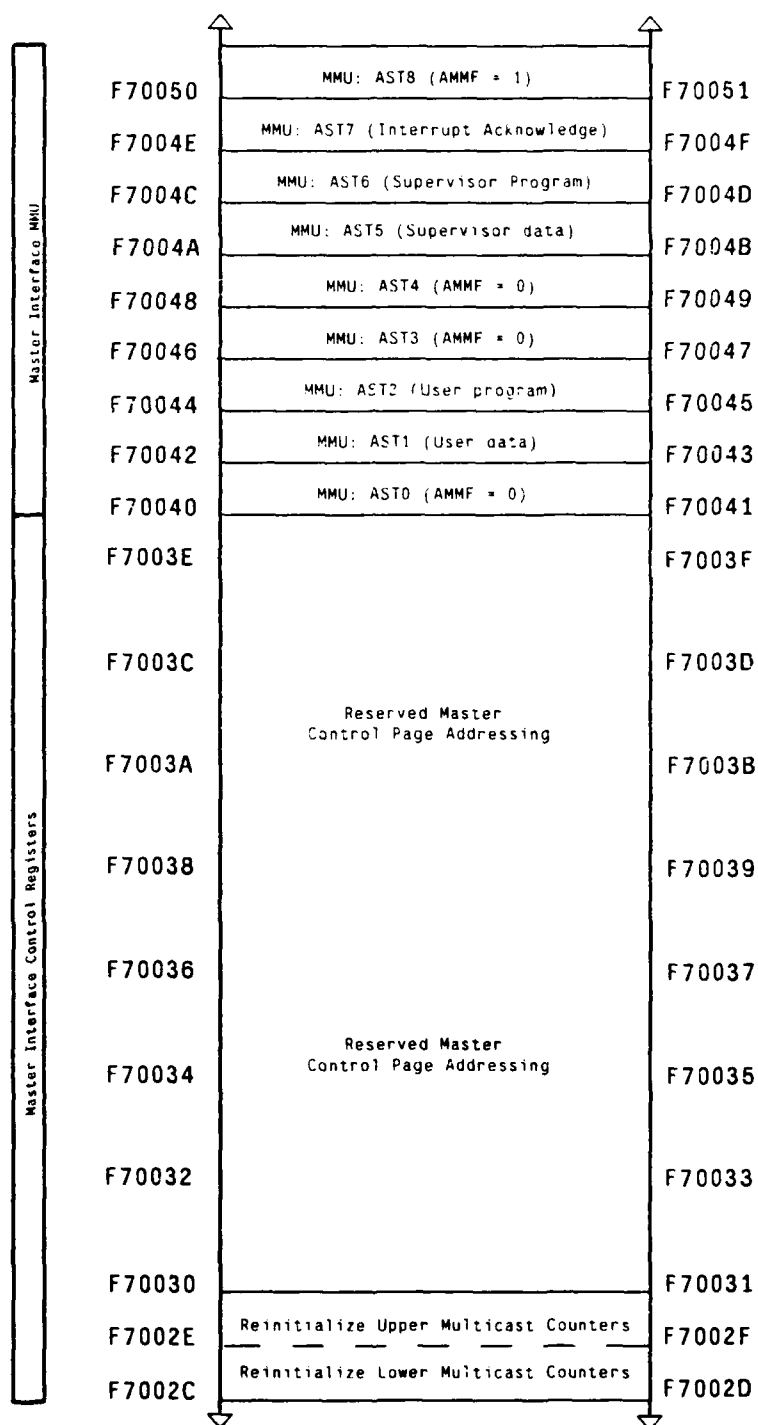 MMU: AST8 (AMMF = 1)
F70050 F70051
MMU: AST7 (Interrupt Acknowledge)
F7004E F7004F
MMU: AST6 (Supervisor Program)
F7004C F7004D
MMU: AST5 (Supervisor data)
F7004A F7004B
MMU: AST4 (AMMF = 0)
F70048 F70049
MMU: AST3 (AMMF = 0)
F70046 F70047
MMU: AST2 (User program)
F70044 F70045
MMU: AST1 (User data)
F70042 F70043
MMU: AST0 (AMMF = 0)
F70040 F70041
Master Interface MMU
F7003E F7003F
F7003C F7003D
Reserved Master
Control Page Addressing
F7003A F7003B
F70038 F70039
F70036 F70037
Reserved Master
Control Page Addressing
F70034 F70035
F70032 F70033
F70030 F70031
Reinitialize Upper Multicast Counters
F7002E F7002F
Reinitialize Lower Multicast Counters
F7002C F7002D
Master Interface Control Registers